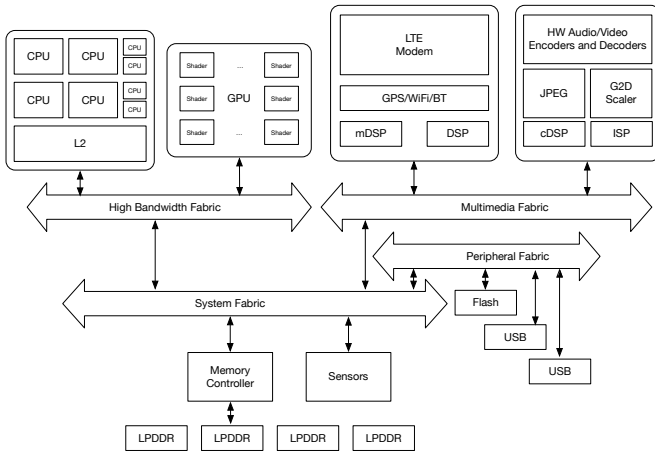 CPU CPU CPU
CPU
CPU CPU CPU
CPU
L2
Shader ... Shader
Shader GPU Shader
Shader ... Shader
LTE
Modem
GPS/WiFi/BT
mDSP DSP
HW Audio/Video
Encoders and Decoders
JPEG
G2D
Scaler
cDSP ISP
High Bandwidth Fabric
Multimedia Fabric
Peripheral Fabric
System Fabric
Flash
USB
USB
Memory
Controller
Sensors
LPDDR LPDDR LPDDR LPDDR